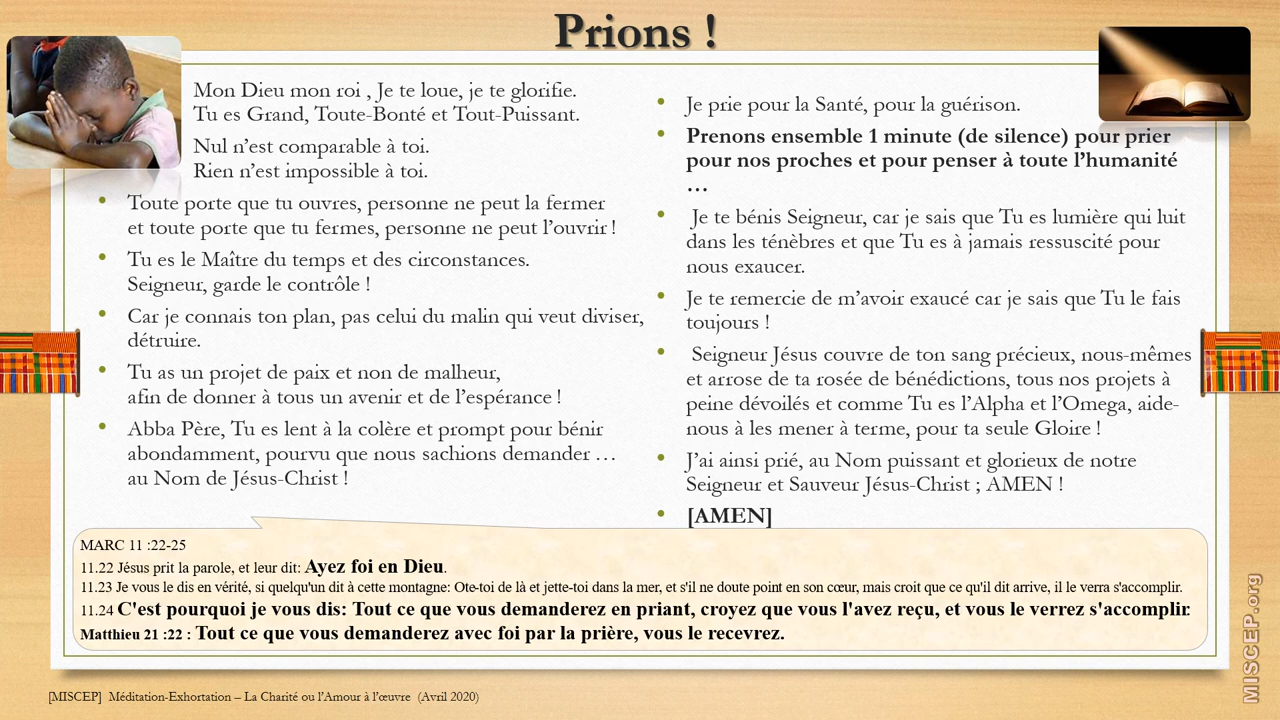 Prions !
Mon Dieu mon roi , Je te loue, je te glorifie.
Tu es Grand, Toute-Bonté et Tout-Puissant.
Nul n’est comparable à toi.
Rien n’est impossible à toi.
• Toute porte que tu ouvres, personne ne peut la fermer
et toute porte que tu fermes, personne ne peut l’ouvrir !
• Tu es le Maître du temps et des circonstances.
Seigneur, garde le contrôle !
• Car je connais ton plan, pas celui du malin qui veut diviser,
détruire.
• Tu as un projet de paix et non de malheur,
afin de donner à tous un avenir et de l’espérance !
• Abba Père, Tu es lent à la colère et prompt pour bénir
abondamment, pourvu que nous sachions demander …
au Nom de Jésus-Christ !
• Je prie pour la Santé, pour la guérison.
• Prenons ensemble 1 minute (de silence) pour prier
pour nos proches et pour penser à toute l’humanité
…
• Je te bénis Seigneur, car je sais que Tu es lumière qui luit
dans les ténèbres et que Tu es à jamais ressuscité pour
nous exaucer.
• Je te remercie de m’avoir exaucé car je sais que Tu le fais
toujours !
• Seigneur Jésus couvre de ton sang précieux, nous-mêmes
et arrose de ta rosée de bénédictions, tous nos projets à
peine dévoilés et comme Tu es l’Alpha et l’Omega, aide-
nous à les mener à terme, pour ta seule Gloire !
• J’ai ainsi prié, au Nom puissant et glorieux de notre
Seigneur et Sauveur Jésus-Christ ; AMEN !
• [AMEN]
MARC 11 :22-25
11.22 Jésus prit la parole, et leur dit: Ayez foi en Dieu.
11.23 Je vous le dis en vérité, si quelqu'un dit à cette montagne: Ote-toi de là et jette-toi dans la mer, et s'il ne doute point en son cœur, mais croit que ce qu'il dit arrive, il le verra s'accomplir.
11.24 C'est pourquoi je vous dis: Tout ce que vous demanderez en priant, croyez que vous l'avez reçu, et vous le verrez s'accomplir.
Matthieu 21 :22 : Tout ce que vous demanderez avec foi par la prière, vous le recevrez.
[MISCEP] Méditation-Exhortation – La Charité ou l’Amour à l’œuvre (Avril 2020)
MISCEP.org